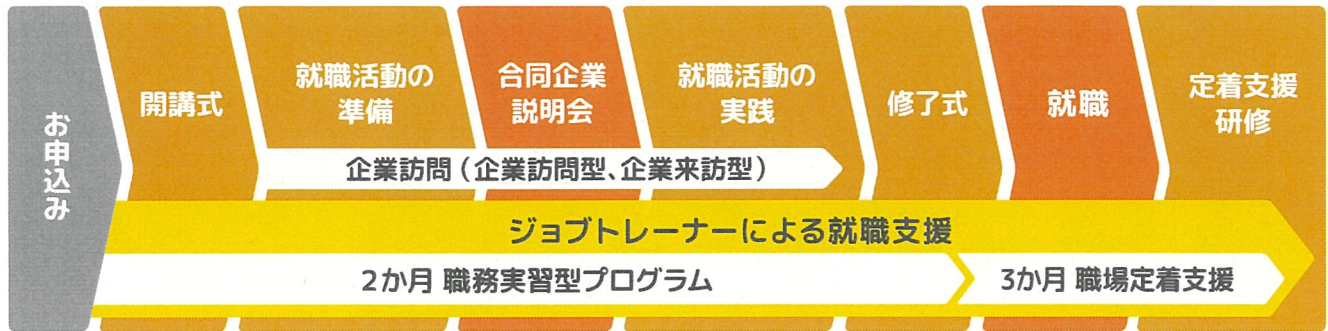 お申込み
開講式
就職活動の
準備
合同企業
説明会
就職活動の
実践
修了式
就職
定着支援
研修
企業訪問（企業訪問型、企業来訪型）
ジョブトレーナーによる就職支援
2か月 職務実習型プログラム
3か月 職場定着支援